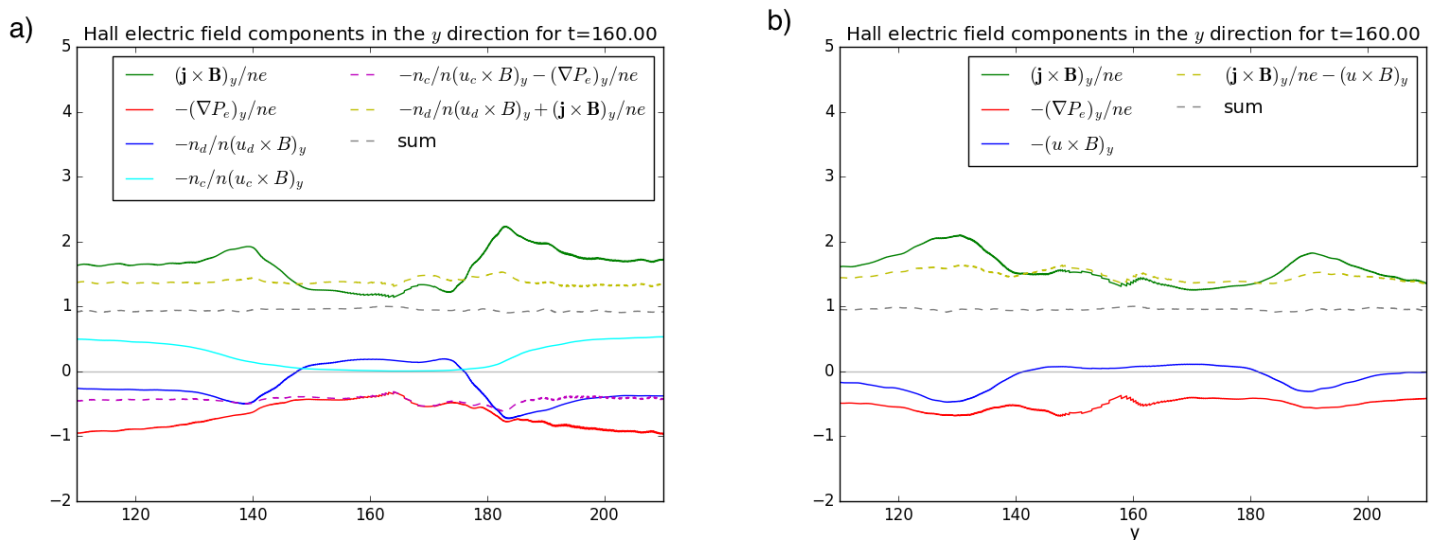 a)
Hall electric field components in the y direction for t=160.00
(j × B)y/ne
−(∇Pe)y/ne
−nd/n(ud × B)y
−nc/n(uc × B)y
−nc/n(uc × B)y − (∇Pe)y/ne
−nd/n(ud × B)y + (j × B)y/ne
sum
5
4
3
2
1
0
−1
−2
120 140 160 180 200
b)
Hall electric field components in the y direction for t=160.00
(j × B)y/ne
−(∇Pe)y/ne
−(u × B)y
(j × B)y/ne − (u × B)y
sum
5
4
3
2
1
0
−1
−2
120 140 160 180 200
y